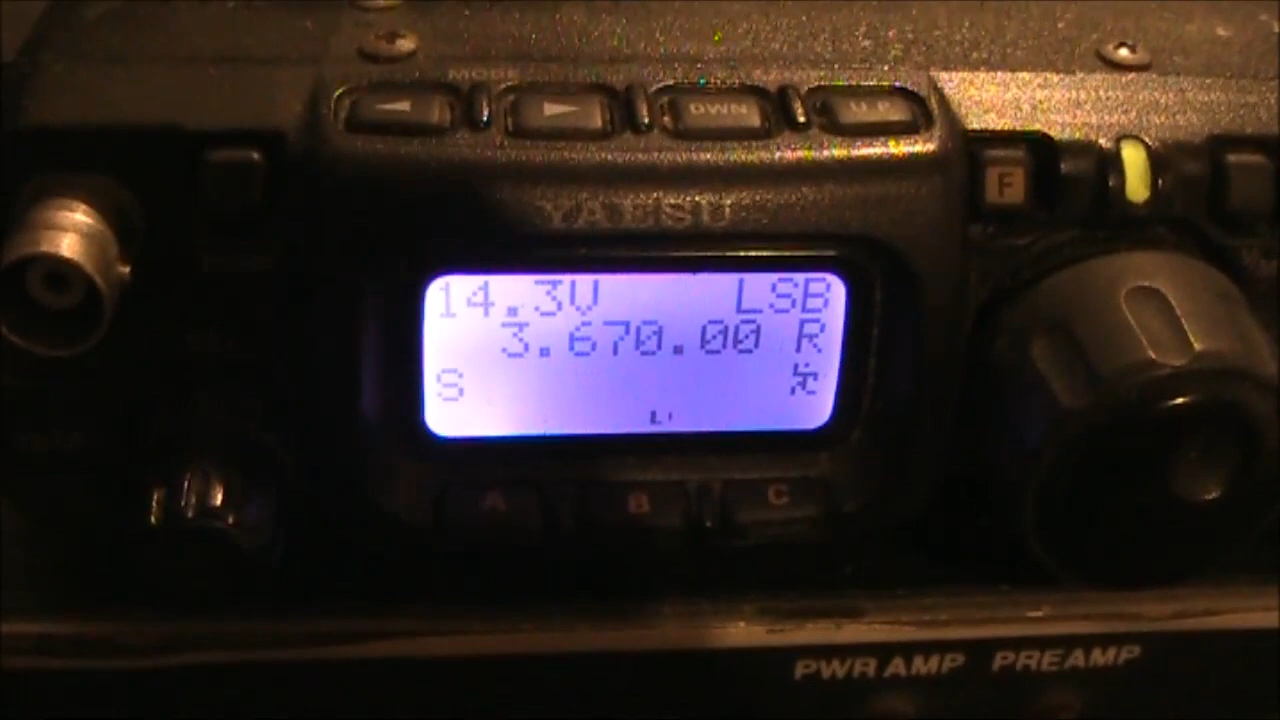 MODE
DWN UP
F
YAESU
14.3V LSB
3.670.00 R
S
A B C
PWR AMP PREAMP